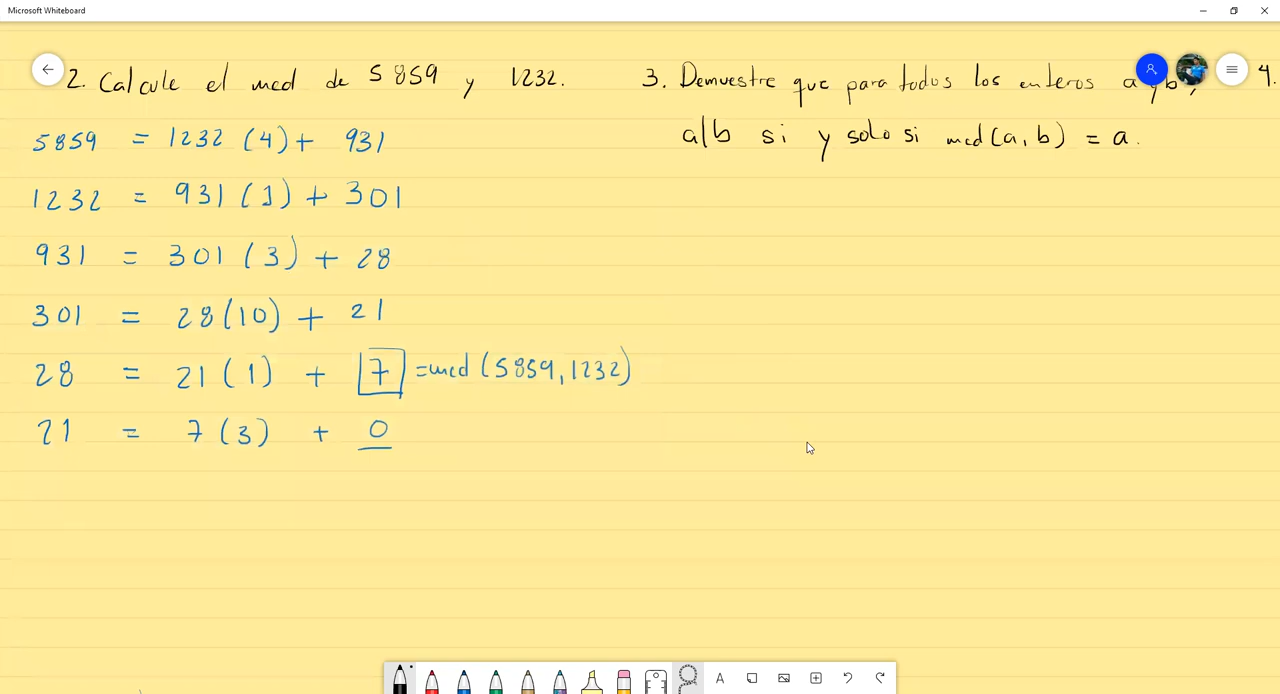 Microsoft Whiteboard
2. Calcule el mcd de 5859 y 1232.
5859 = 1232 (4) + 931
1232 = 931 (1) + 301
931 = 301 (3) + 28
301 = 28 (10) + 21
28 = 21 (1) + 7 = mcd (5859, 1232)
21 = 7 (3) + 0
3. Demuestre que para todos los enteros a y b,
a|b si y solo si mcd (a, b) = a.
4.
A